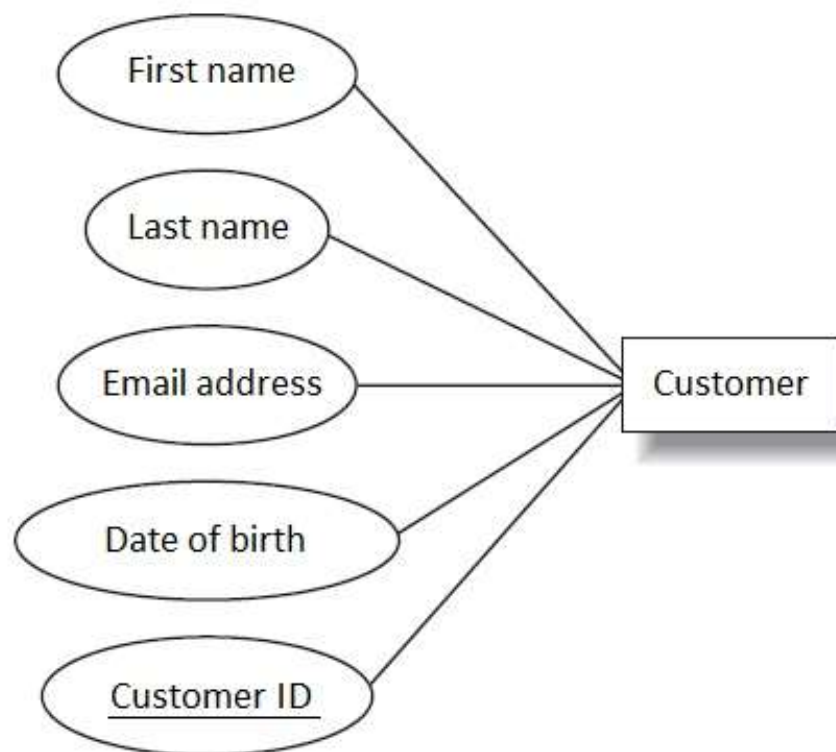 First name
Last name
Email address
Customer
Date of birth
Customer ID